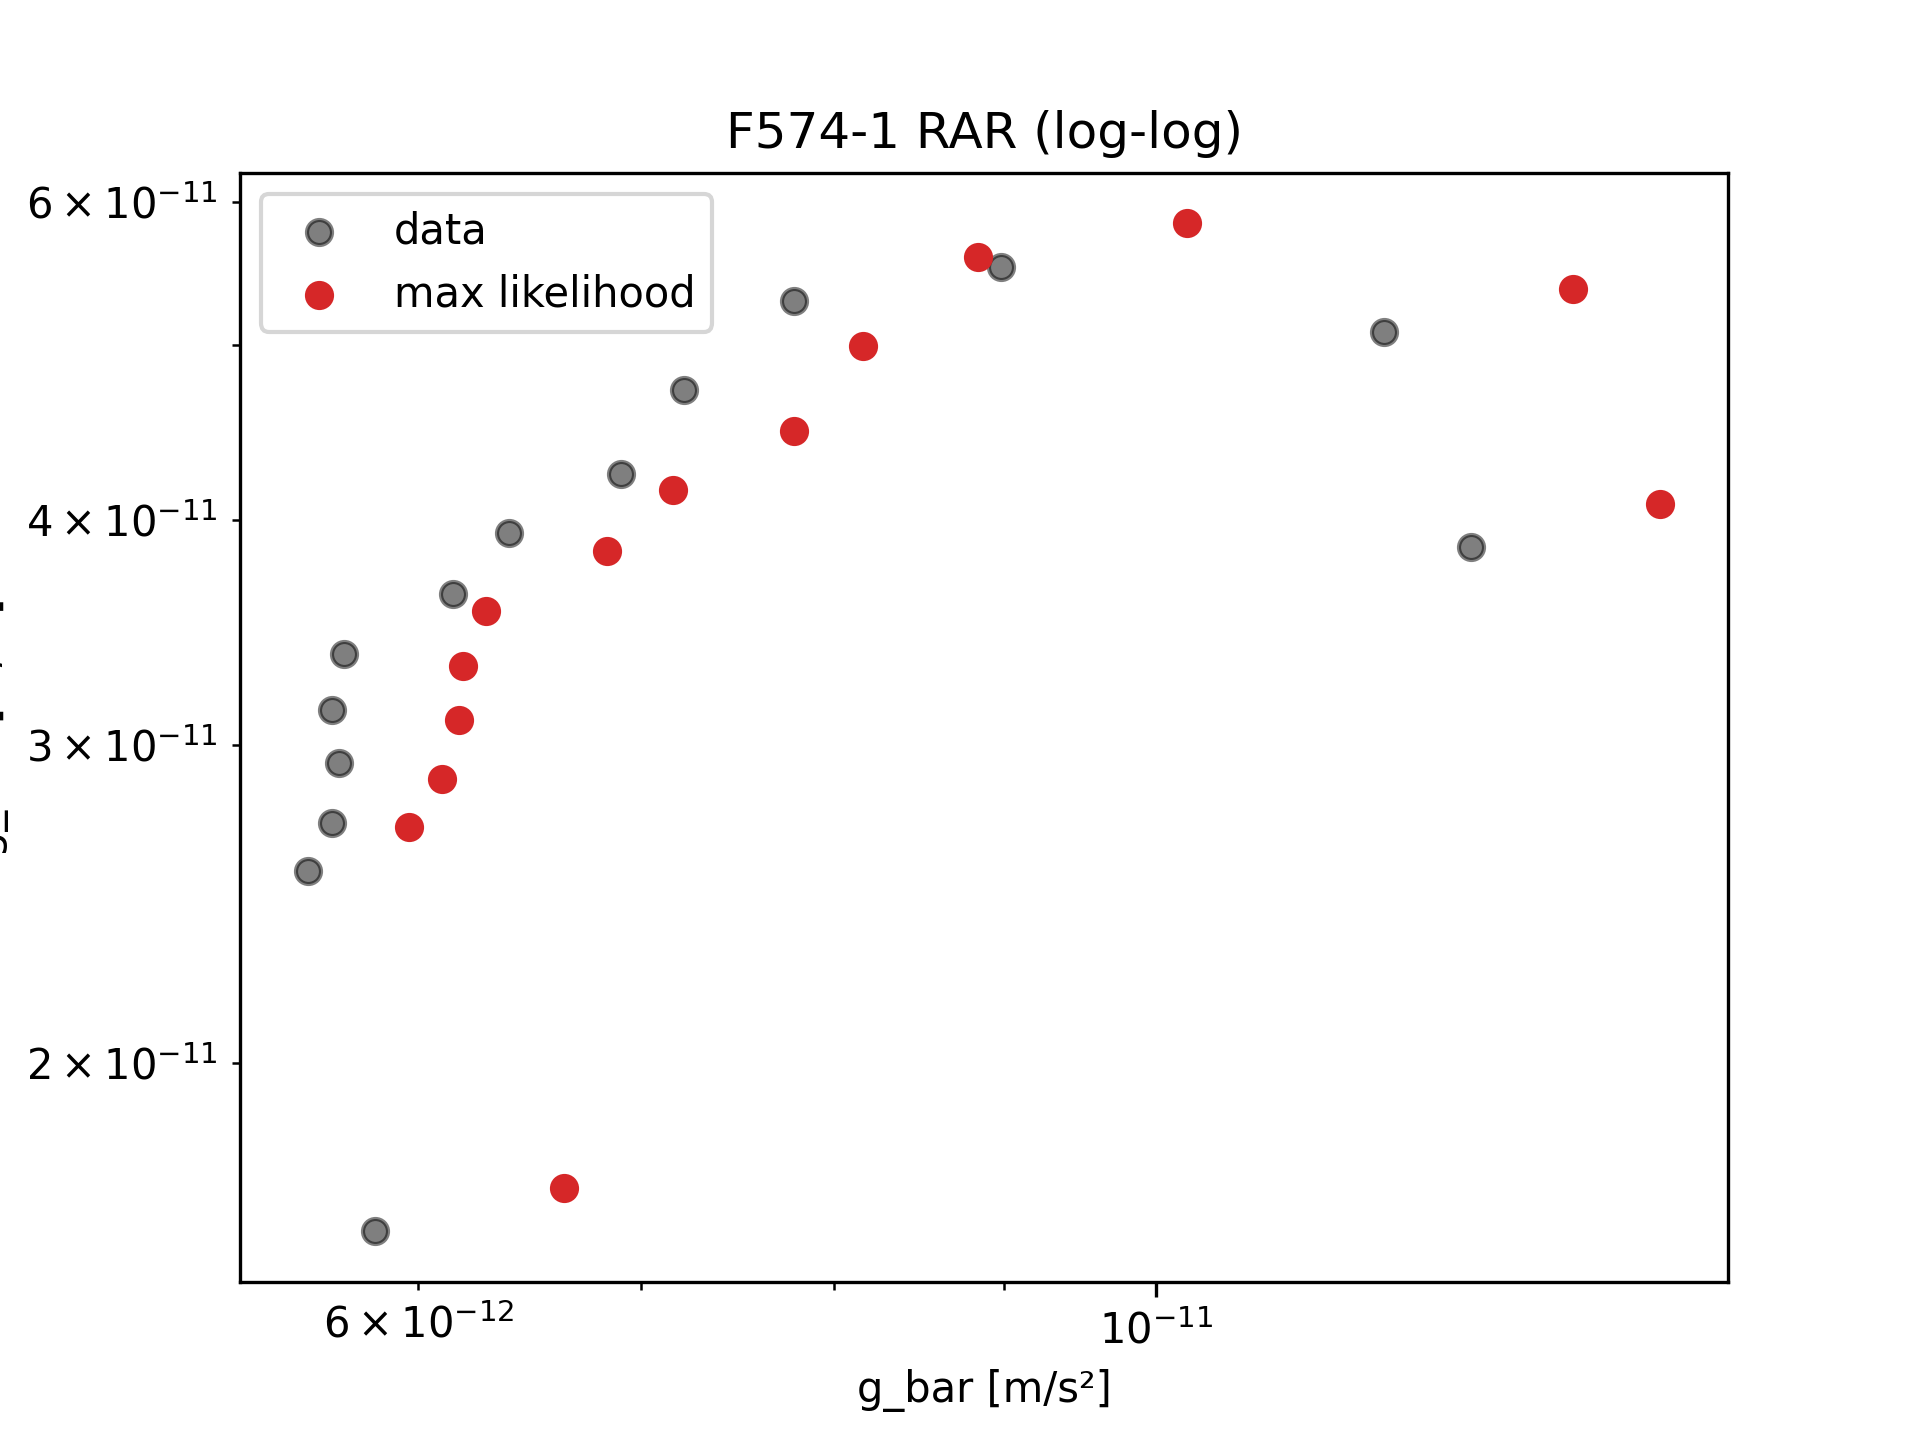 F574-1 RAR (log-log)
data
max likelihood
6 × 10⁻¹¹
4 × 10⁻¹¹
3 × 10⁻¹¹
2 × 10⁻¹¹
6 × 10⁻¹²
10⁻¹¹
g_bar [m/s²]